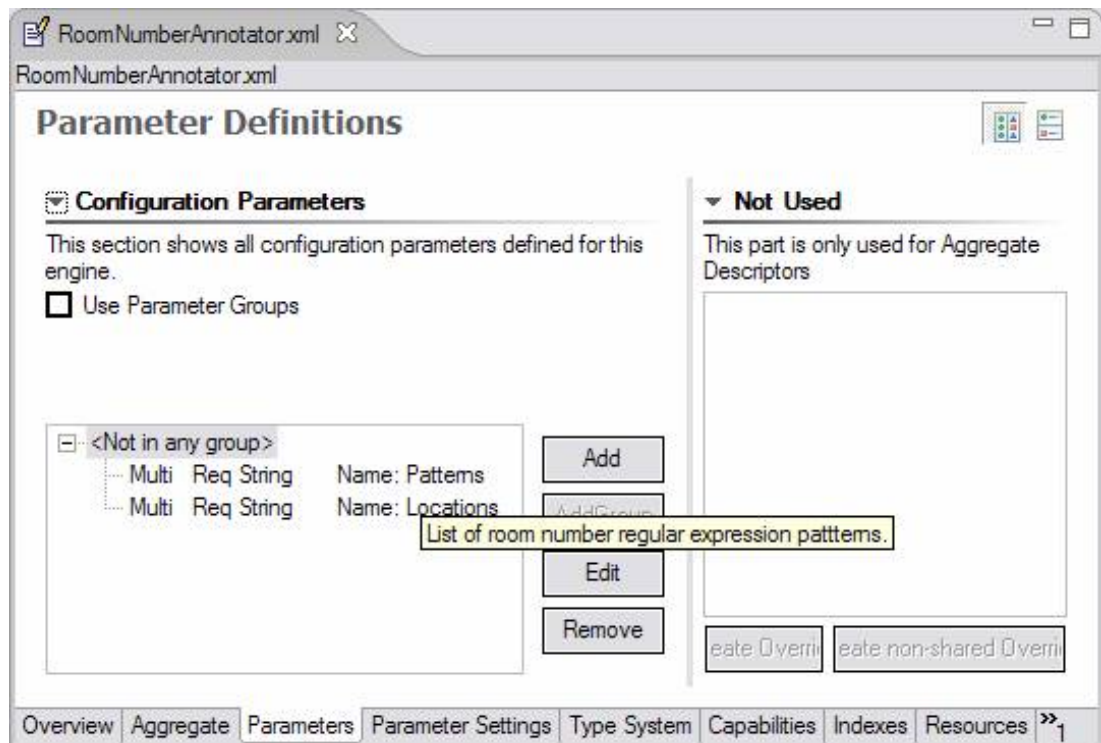 RoomNumberAnnotator.xml
RoomNumberAnnotator.xml
Parameter Definitions
Configuration Parameters
This section shows all configuration parameters defined for this
engine.
Use Parameter Groups
<Not in any group>
Multi Req String Name: Patterns
Multi Req String Name: Locations
List of room number regular expression pattterns.
Add
AddGroup
Edit
Remove
Not Used
This part is only used for Aggregate
Descriptors
eate Overri
eate non-shared Overri
Overview Aggregate Parameters Parameter Settings Type System Capabilities Indexes Resources »1